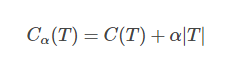 C_α(T) = C(T) + α|T|